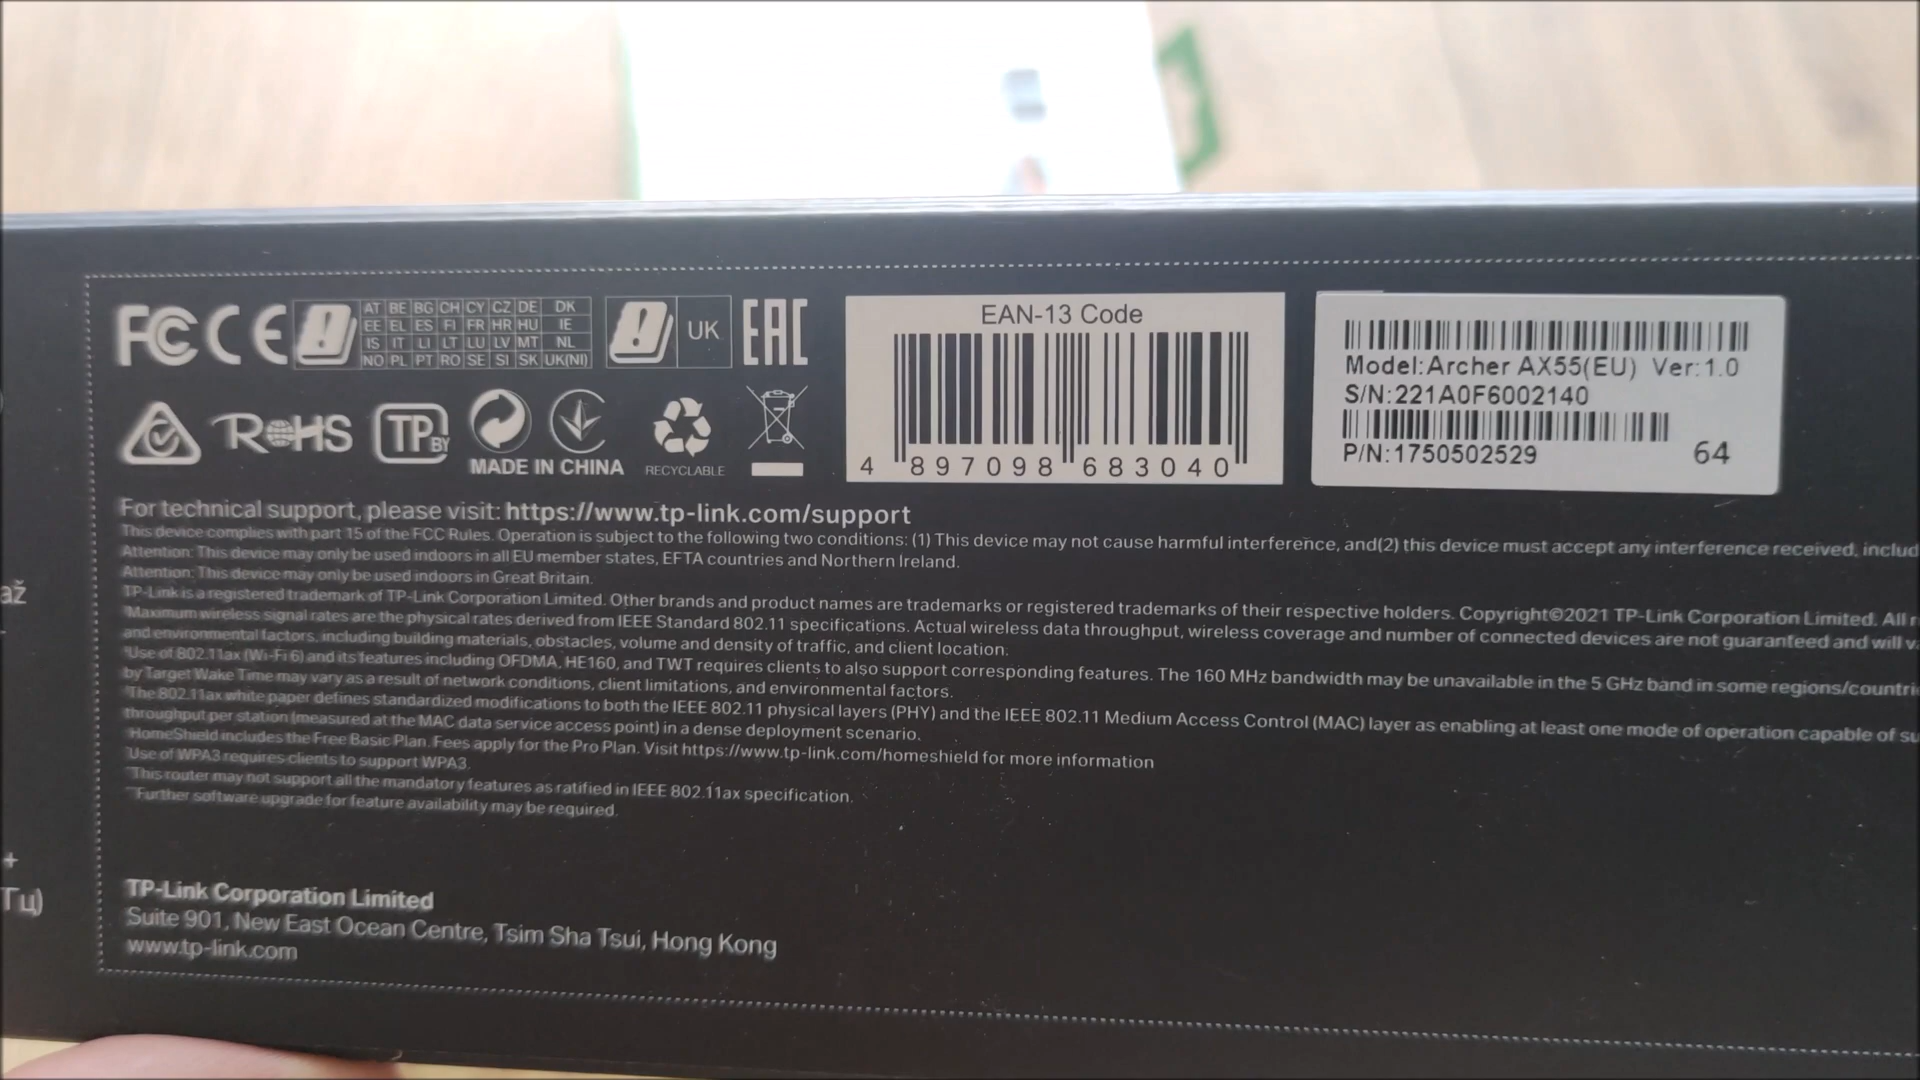 FC CE
AT BE BG CH CY CZ DE DK
EE EL ES FI FR HR HU IE
IS IT LI LT LU LV MT NL
NO PL PT RO SE SI SK UK(NI)
UK
EAC
RoHS
TP BY
MADE IN CHINA
RECYCLABLE
EAN-13 Code
4 897098 683040
Model:Archer AX55(EU) Ver:1.0
S/N:221A0F6002140
P/N:1750502529 64
For technical support, please visit: https://www.tp-link.com/support
This device complies with part 15 of the FCC Rules. Operation is subject to the following two conditions: (1) This device may not cause harmful interference, and(2) this device must accept any interference received, includ
Attention: This device may only be used indoors in all EU member states, EFTA countries and Northern Ireland.
Attention: This device may only be used indoors in Great Britain.
TP-Link is a registered trademark of TP-Link Corporation Limited. Other brands and product names are trademarks or registered trademarks of their respective holders. Copyright©2021 TP-Link Corporation Limited. All r
Maximum wireless signal rates are the physical rates derived from IEEE Standard 802.11 specifications. Actual wireless data throughput, wireless coverage and number of connected devices are not guaranteed and will va
and environmental factors, including building materials, obstacles, volume and density of traffic, and client location.
Use of 802.11ax (Wi-Fi 6) and its features including OFDMA, HE160, and TWT requires clients to also support corresponding features. The 160 MHz bandwidth may be unavailable in the 5 GHz band in some regions/countri
by Target Wake Time may vary as a result of network conditions, client limitations, and environmental factors.
The 802.11ax white paper defines standardized modifications to both the IEEE 802.11 physical layers (PHY) and the IEEE 802.11 Medium Access Control (MAC) layer as enabling at least one mode of operation capable of su
throughput per station (measured at the MAC data service access point) in a dense deployment scenario.
HomeShield includes the Free Basic Plan. Fees apply for the Pro Plan. Visit https://www.tp-link.com/homeshield for more information
Use of WPA3 requires clients to support WPA3.
This router may not support all the mandatory features as ratified in IEEE 802.11ax specification.
Further software upgrade for feature availability may be required.
TP-Link Corporation Limited
Suite 901, New East Ocean Centre, Tsim Sha Tsui, Hong Kong
www.tp-link.com
až
+
Гц)